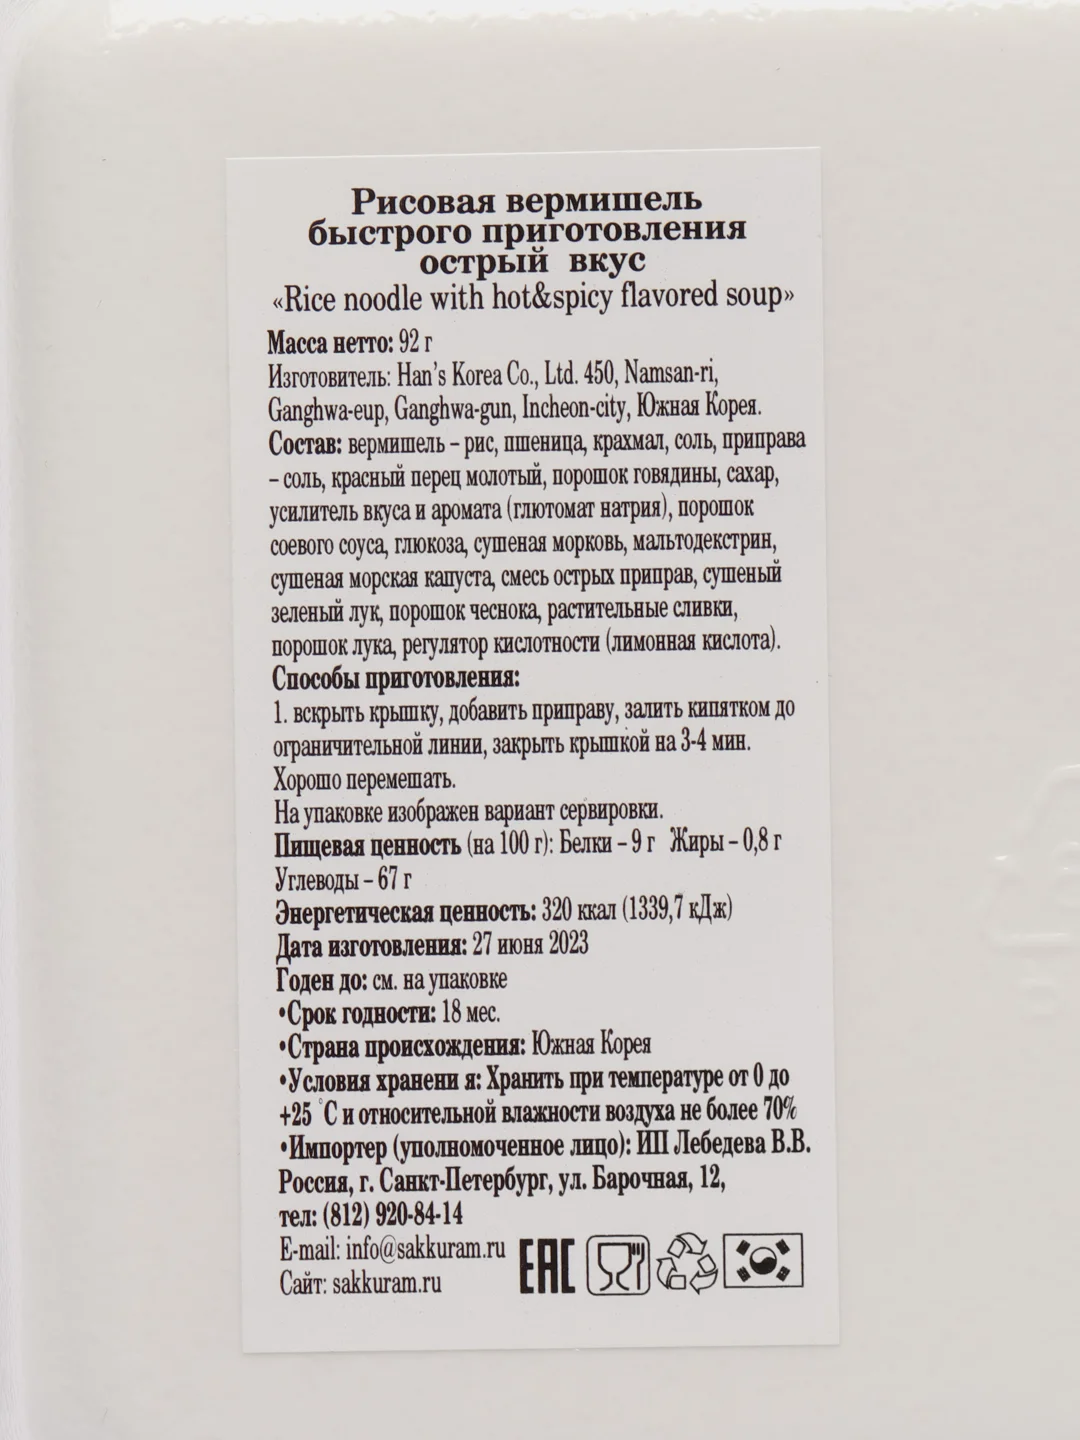 Рисовая вермишель
быстрого приготовления
острый вкус
«Rice noodle with hot&spicy flavored soup»
Масса нетто: 92 г
Изготовитель: Han's Korea Co., Ltd. 450, Namsan-ri,
Ganghwa-eup, Ganghwa-gun, Incheon-city, Южная Корея.
Состав: вермишель – рис, пшеница, крахмал, соль, приправа
– соль, красный перец молотый, порошок говядины, сахар,
усилитель вкуса и аромата (глютомат натрия), порошок
соевого соуса, глюкоза, сушеная морковь, мальтодекстрин,
сушеная морская капуста, смесь острых приправ, сушеный
зеленый лук, порошок чеснока, растительные сливки,
порошок лука, регулятор кислотности (лимонная кислота).
Способы приготовления:
1. вскрыть крышку, добавить приправу, залить кипятком до
ограничительной линии, закрыть крышкой на 3-4 мин.
Хорошо перемешать.
На упаковке изображен вариант сервировки.
Пищевая ценность (на 100 г): Белки – 9 г Жиры – 0,8 г
Углеводы – 67 г
Энергетическая ценность: 320 ккал (1339,7 кДж)
Дата изготовления: 27 июня 2023
Годен до: см. на упаковке
•Срок годности: 18 мес.
•Страна происхождения: Южная Корея
•Условия хранени я: Хранить при температуре от 0 до
+25 °С и относительной влажности воздуха не более 70%
•Импортер (уполномоченное лицо): ИП Лебедева В.В.
Россия, г. Санкт-Петербург, ул. Барочная, 12,
тел: (812) 920-84-14
E-mail: info@sakkuram.ru
Сайт: sakkuram.ru
EAC